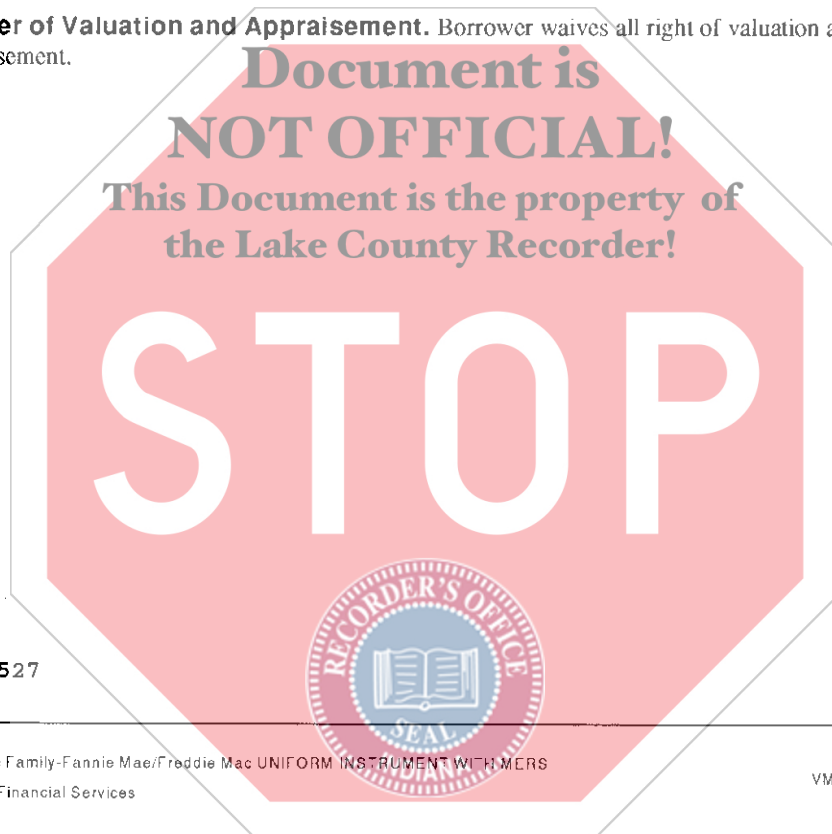 er of Valuation and Appraisement. Borrower waives all right of valuation a
sement.
Document is
NOT OFFICIAL!
This Document is the property of
the Lake County Recorder!
STOP
RECORDER'S OFFICE
SEAL
INDIANA
527
Family-Fannie Mae/Freddie Mac UNIFORM INSTRUMENT WITH MERS
VM
Financial Services